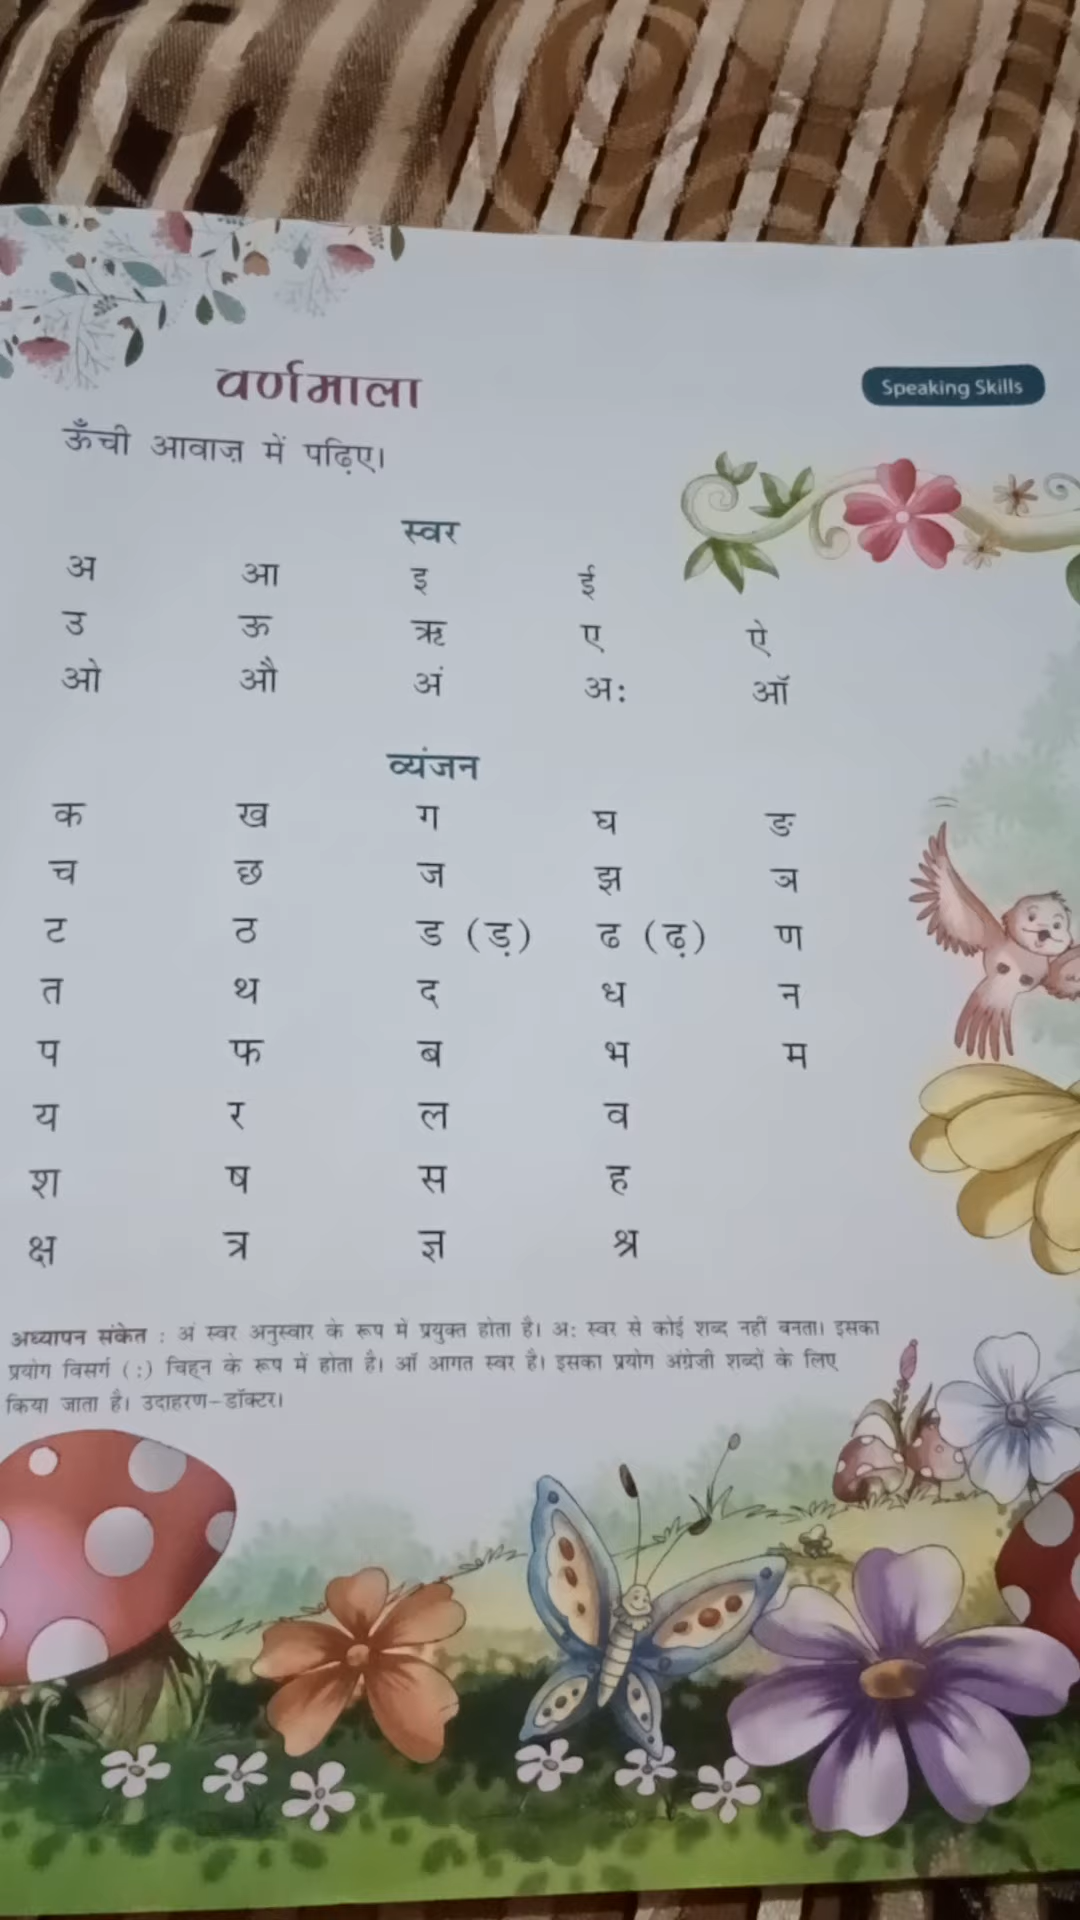 वर्णमाला
Speaking Skills
ऊँची आवाज़ में पढ़िए।
स्वर
अ आ इ ई
उ ऊ ऋ ए ऐ
ओ औ अं अः ऑ
व्यंजन
क ख ग घ ङ
च छ ज झ ञ
ट ठ ड (ड़) ढ (ढ़) ण
त थ द ध न
प फ ब भ म
य र ल व
श ष स ह
क्ष त्र ज्ञ श्र
अध्यापन संकेत : अं स्वर अनुस्वार के रूप में प्रयुक्त होता है। अः स्वर से कोई शब्द नहीं बनता। इसका
प्रयोग विसर्ग (:) चिह्न के रूप में होता है। ऑ आगत स्वर है। इसका प्रयोग अंग्रेज़ी शब्दों के लिए
किया जाता है। उदाहरण-डॉक्टर।